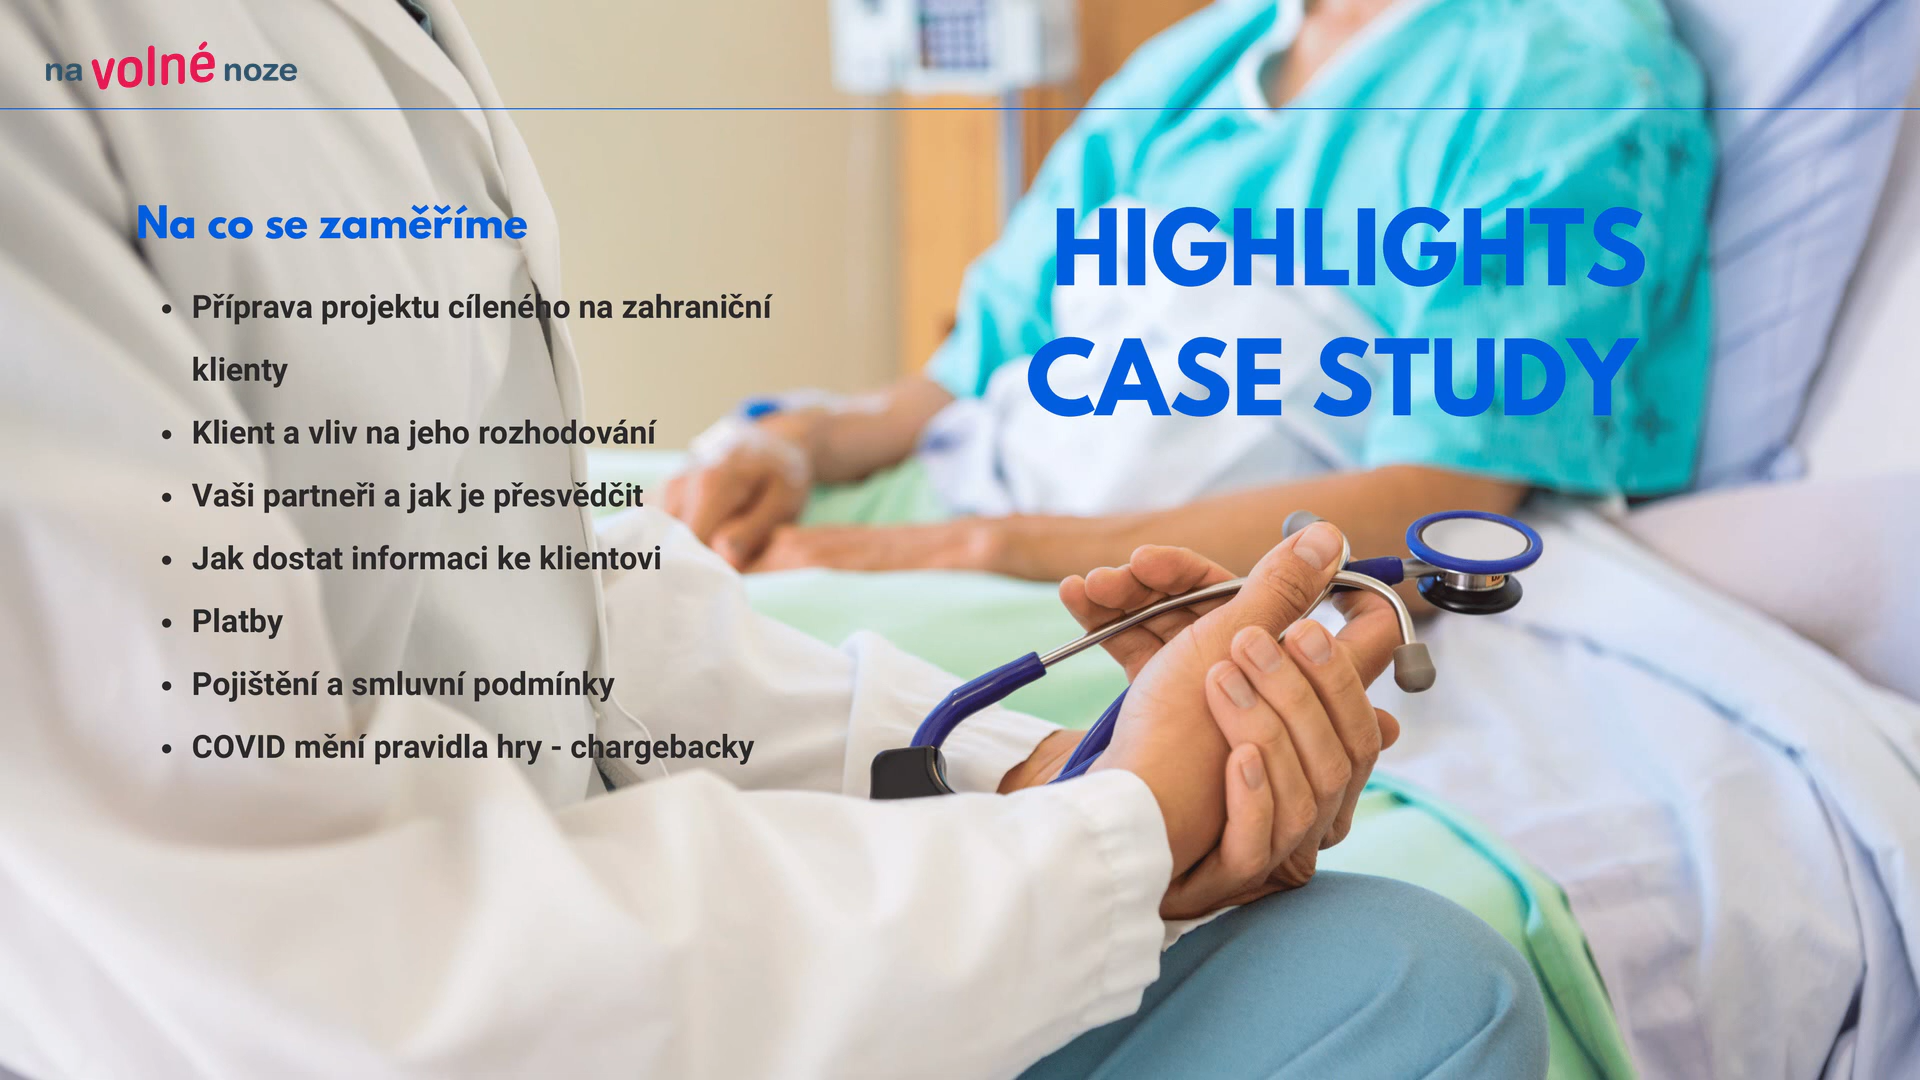 na volné noze
Na co se zaměříme
Příprava projektu cíleného na zahraniční
klienty
Klient a vliv na jeho rozhodování
Vaši partneři a jak je přesvědčit
Jak dostat informaci ke klientovi
Platby
Pojištění a smluvní podmínky
COVID mění pravidla hry - chargebacky
HIGHLIGHTS
CASE STUDY